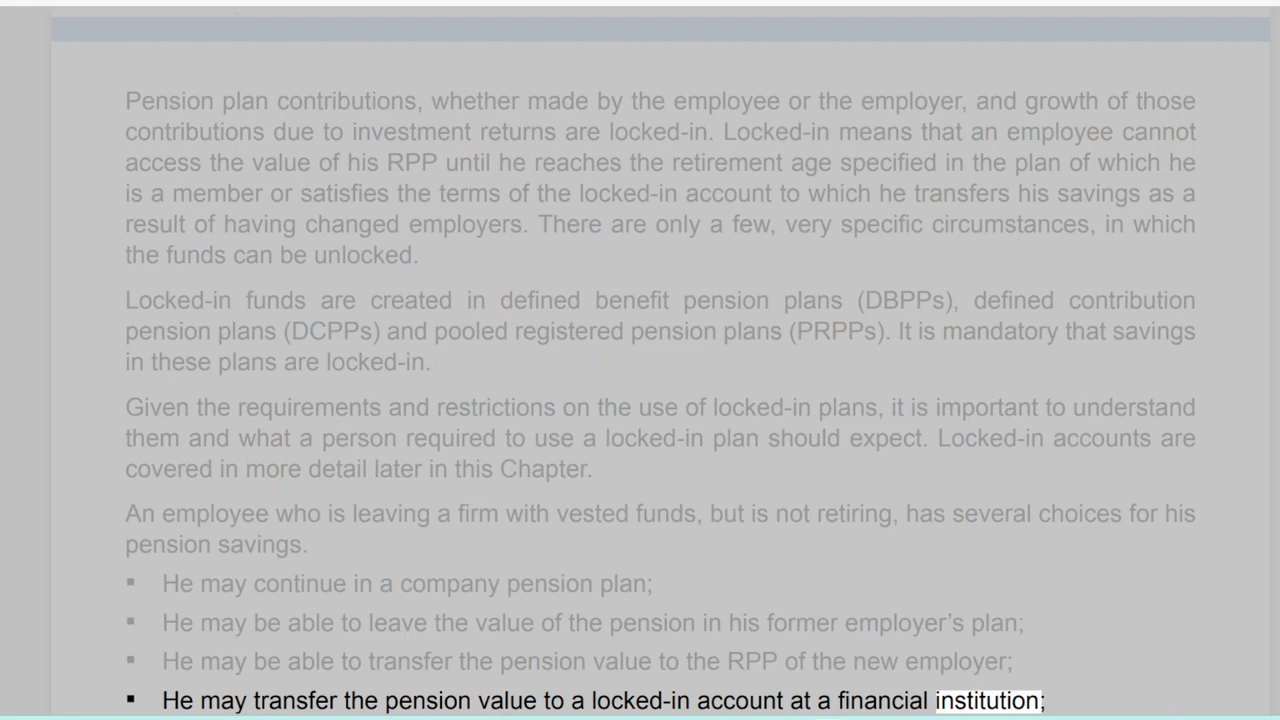 Pension plan contributions, whether made by the employee or the employer, and growth of those
contributions due to investment returns are locked-in. Locked-in means that an employee cannot
access the value of his RPP until he reaches the retirement age specified in the plan of which he
is a member or satisfies the terms of the locked-in account to which he transfers his savings as a
result of having changed employers. There are only a few, very specific circumstances, in which
the funds can be unlocked.
Locked-in funds are created in defined benefit pension plans (DBPPs), defined contribution
pension plans (DCPPs) and pooled registered pension plans (PRPPs). It is mandatory that savings
in these plans are locked-in.
Given the requirements and restrictions on the use of locked-in plans, it is important to understand
them and what a person required to use a locked-in plan should expect. Locked-in accounts are
covered in more detail later in this Chapter.
An employee who is leaving a firm with vested funds, but is not retiring, has several choices for his
pension savings.
▪ He may continue in a company pension plan;
▪ He may be able to leave the value of the pension in his former employer’s plan;
▪ He may be able to transfer the pension value to the RPP of the new employer;
▪ He may transfer the pension value to a locked-in account at a financial institution;